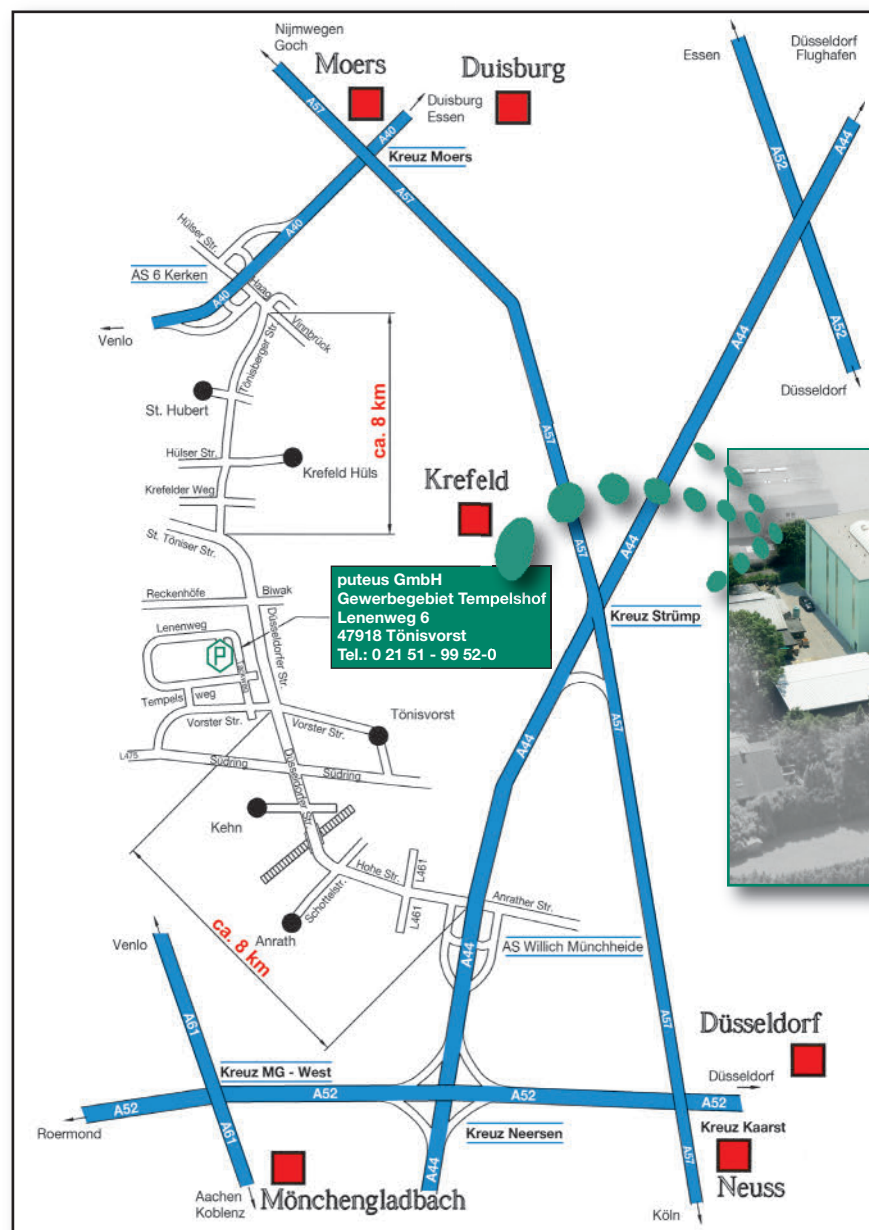 Nijmwegen
Goch
Moers
Duisburg
Essen
Düsseldorf
Flughafen
A57
A40
Duisburg
Essen
Kreuz Moers
A52
A44
A57
Hülser Str.
A40
AS 6 Kerken
Haag
A40
Vinnbrück
Venlo
Tönisberger Str.
A44
A52
Düsseldorf
St. Hubert
ca. 8 km
A57
Hülser Str.
Krefeld Hüls
Krefeld
Krefelder Weg
A44
A57
St. Töniser Str.
Reckenhöfe
Biwak
puteus GmbH
Gewerbegebiet Tempelshof
Lenenweg 6
47918 Tönisvorst
Tel.: 0 21 51 - 99 52-0
Kreuz Strümp
Lenenweg
P
Düsseldorfer Str.
Tempels weg
Vorster Str.
Vorster Str.
Tönisvorst
A57
A44
L475
Südring
Südring
Düsseldorfer Str.
Kehn
Hohe Str.
L461
L461
Schottelstr.
Anrather Str.
Anrath
AS Willich Münchheide
A44
ca. 8 km
Venlo
A61
A57
Düsseldorf
Kreuz MG - West
Düsseldorf
A52
A52
A52
A52
Roermond
A61
Kreuz Neersen
Kreuz Kaarst
A44
A57
Aachen
Koblenz
Mönchengladbach
Neuss
Köln